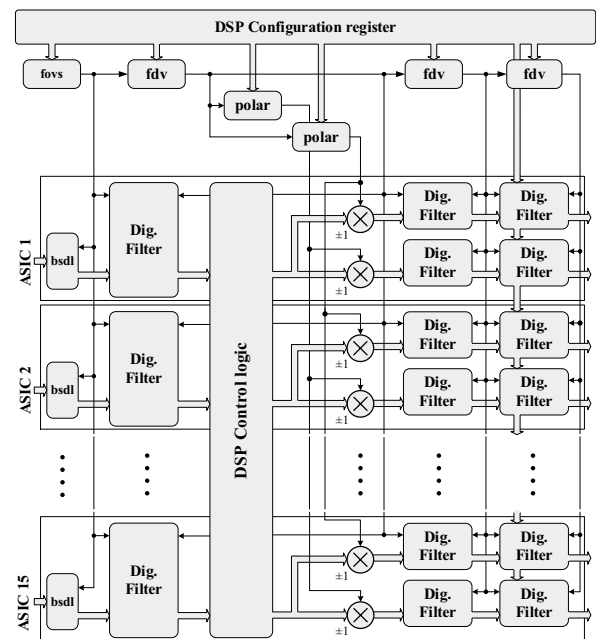 DSP Configuration register
fovs
fdv
fdv
fdv
polar
polar
ASIC 1
bsdl
Dig.
Filter
±1
±1
Dig.
Filter
Dig.
Filter
Dig.
Filter
Dig.
Filter
DSP Control logic
ASIC 2
bsdl
Dig.
Filter
±1
±1
Dig.
Filter
Dig.
Filter
Dig.
Filter
Dig.
Filter
ASIC 15
bsdl
Dig.
Filter
±1
±1
Dig.
Filter
Dig.
Filter
Dig.
Filter
Dig.
Filter